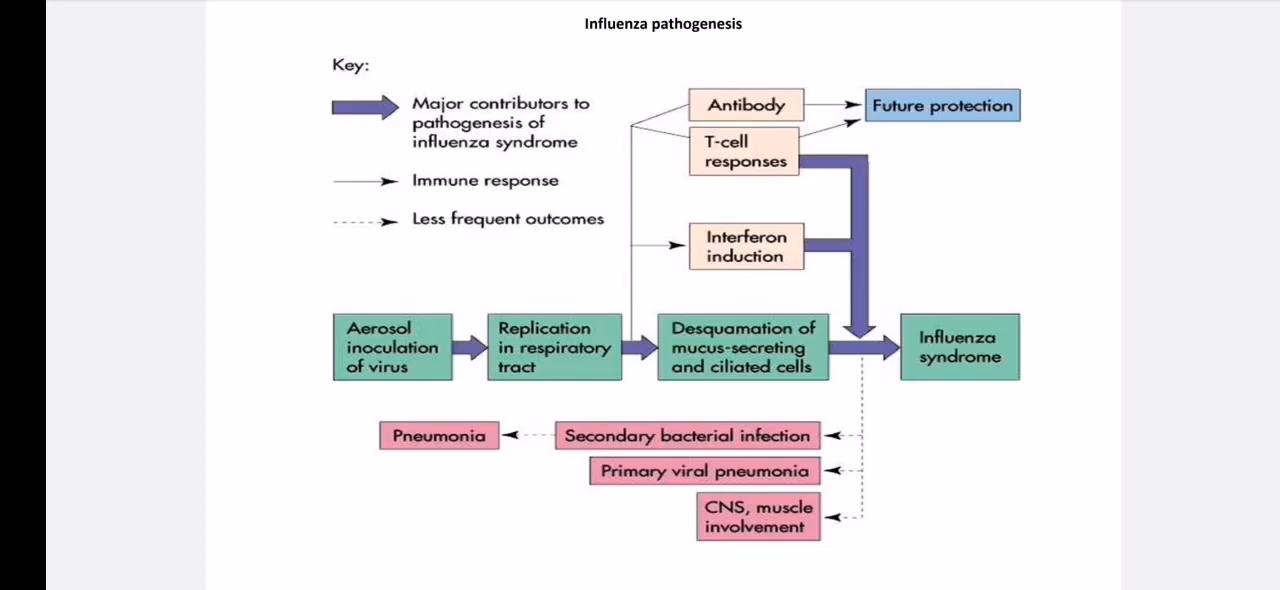 Influenza pathogenesis
Key:
Major contributors to
pathogenesis of
influenza syndrome
Immune response
Less frequent outcomes
Antibody
Future protection
T-cell
responses
Interferon
induction
Aerosol
inoculation
of virus
Replication
in respiratory
tract
Desquamation of
mucus-secreting
and ciliated cells
Influenza
syndrome
Pneumonia
Secondary bacterial infection
Primary viral pneumonia
CNS, muscle
involvement